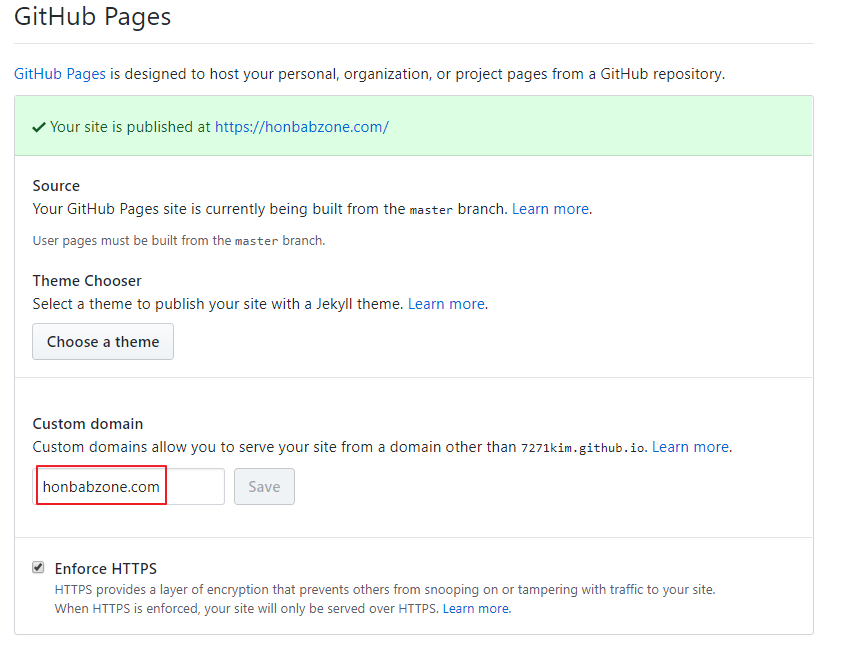 GitHub Pages
GitHub Pages is designed to host your personal, organization, or project pages from a GitHub repository.
Your site is published at https://honbabzone.com/
Source
Your GitHub Pages site is currently being built from the master branch. Learn more.
User pages must be built from the master branch.
Theme Chooser
Select a theme to publish your site with a Jekyll theme. Learn more.
Choose a theme
Custom domain
Custom domains allow you to serve your site from a domain other than 7271kim.github.io. Learn more.
honbabzone.com Save
Enforce HTTPS
HTTPS provides a layer of encryption that prevents others from snooping on or tampering with traffic to your site.
When HTTPS is enforced, your site will only be served over HTTPS. Learn more.